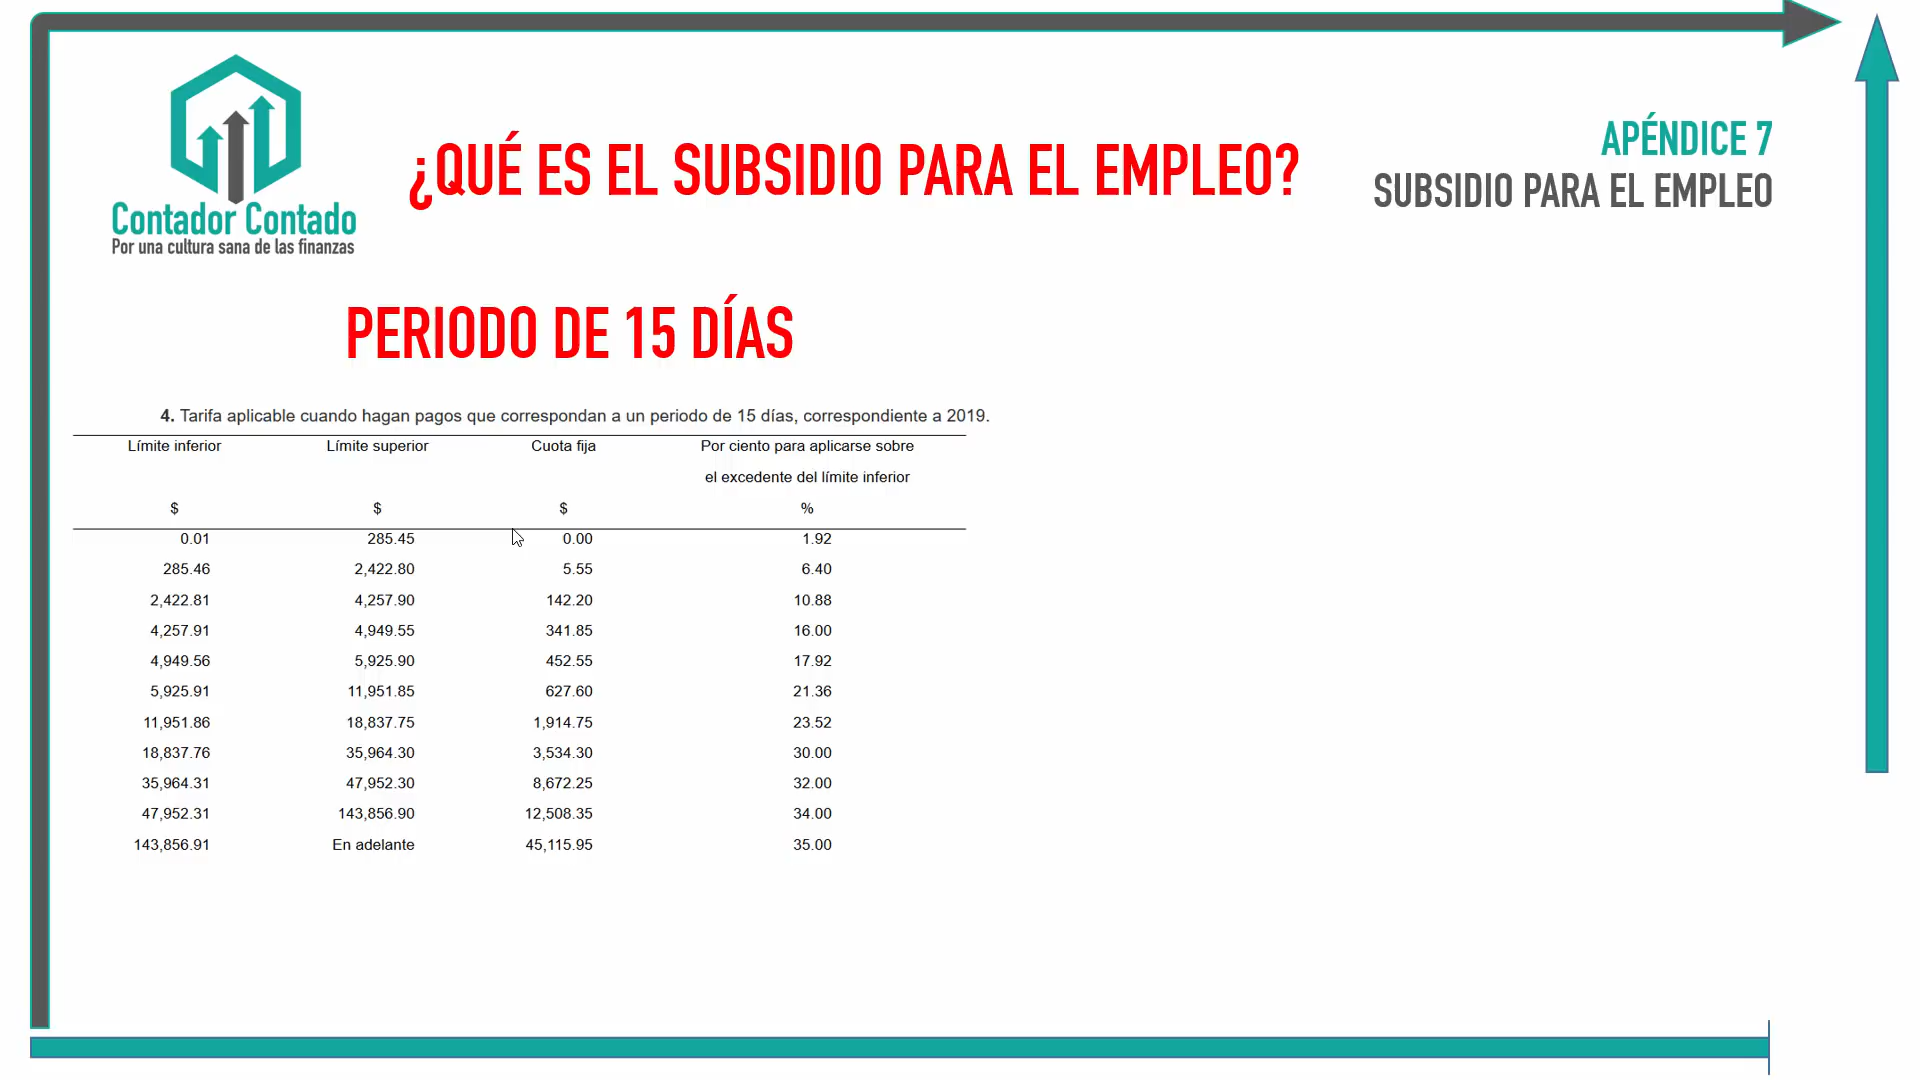 Contador Contado
Por una cultura sana de las finanzas
¿QUÉ ES EL SUBSIDIO PARA EL EMPLEO?
APÉNDICE 7
SUBSIDIO PARA EL EMPLEO
PERIODO DE 15 DÍAS
4. Tarifa aplicable cuando hagan pagos que correspondan a un periodo de 15 días, correspondiente a 2019.
Límite inferior Límite superior Cuota fija Por ciento para aplicarse sobre
el excedente del límite inferior
$ $ $ %
0.01 285.45 0.00 1.92
285.46 2,422.80 5.55 6.40
2,422.81 4,257.90 142.20 10.88
4,257.91 4,949.55 341.85 16.00
4,949.56 5,925.90 452.55 17.92
5,925.91 11,951.85 627.60 21.36
11,951.86 18,837.75 1,914.75 23.52
18,837.76 35,964.30 3,534.30 30.00
35,964.31 47,952.30 8,672.25 32.00
47,952.31 143,856.90 12,508.35 34.00
143,856.91 En adelante 45,115.95 35.00